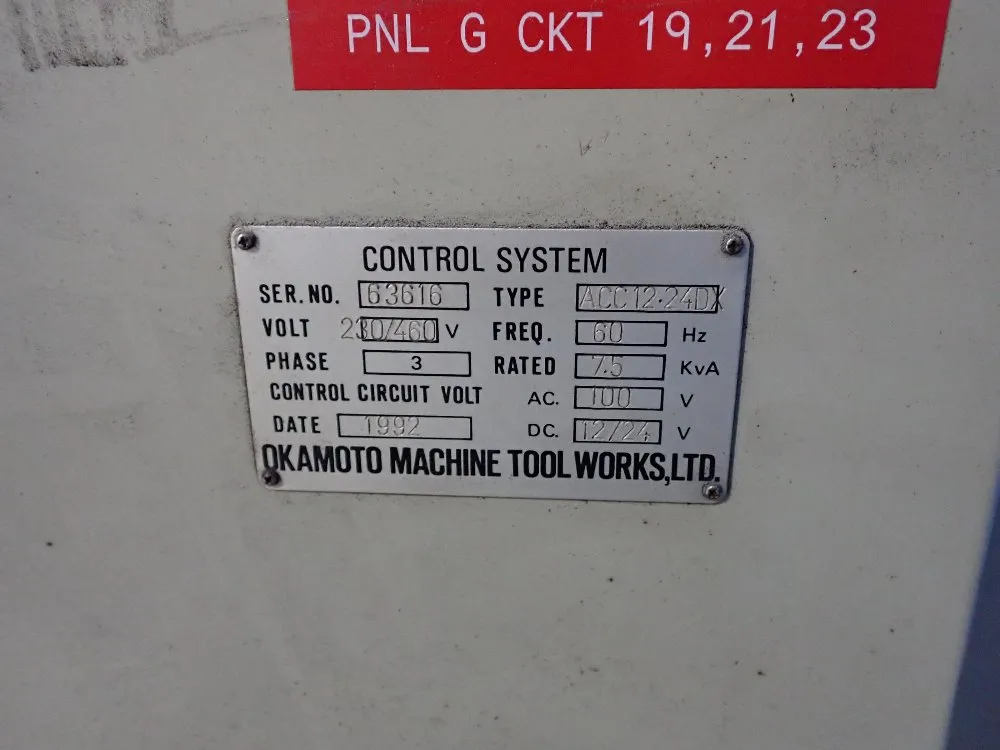 PNL G CKT 19,21,23
CONTROL SYSTEM
SER.NO. 63616 TYPE ACC12·24DX
VOLT 230/460 V FREQ. 60 Hz
PHASE 3 RATED 7.5 KvA
CONTROL CIRCUIT VOLT AC. 100 V
DATE 1992 DC. 12/24 V
OKAMOTO MACHINE TOOL WORKS,LTD.